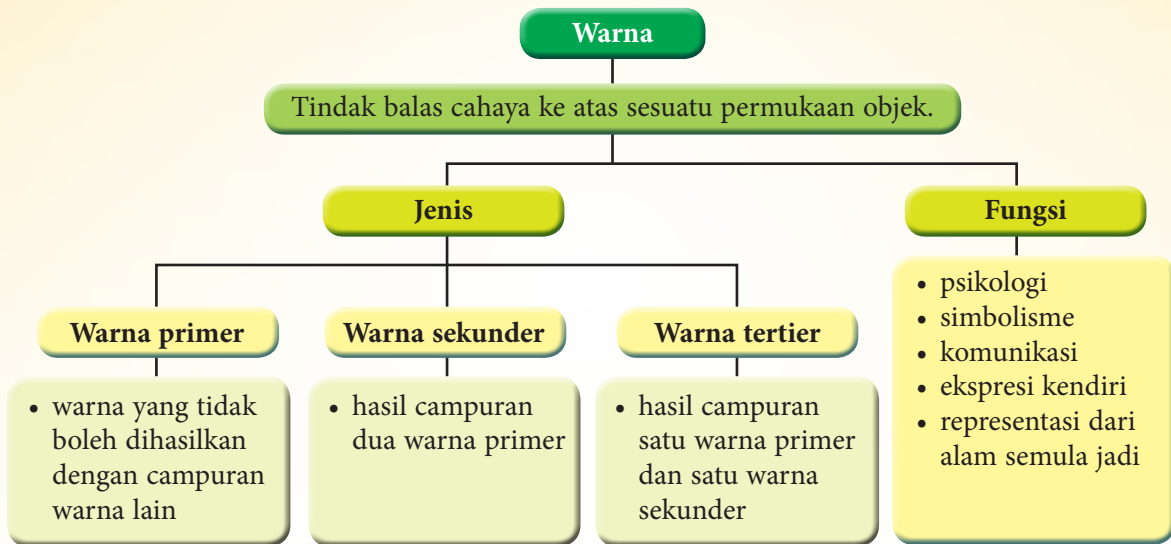 Warna
Tindak balas cahaya ke atas sesuatu permukaan objek.
Jenis
Warna primer
• warna yang tidak
boleh dihasilkan
dengan campuran
warna lain
Warna sekunder
• hasil campuran
dua warna primer
Warna tertier
• hasil campuran
satu warna primer
dan satu warna
sekunder
Fungsi
• psikologi
• simbolisme
• komunikasi
• ekspresi kendiri
• representasi dari
alam semula jadi